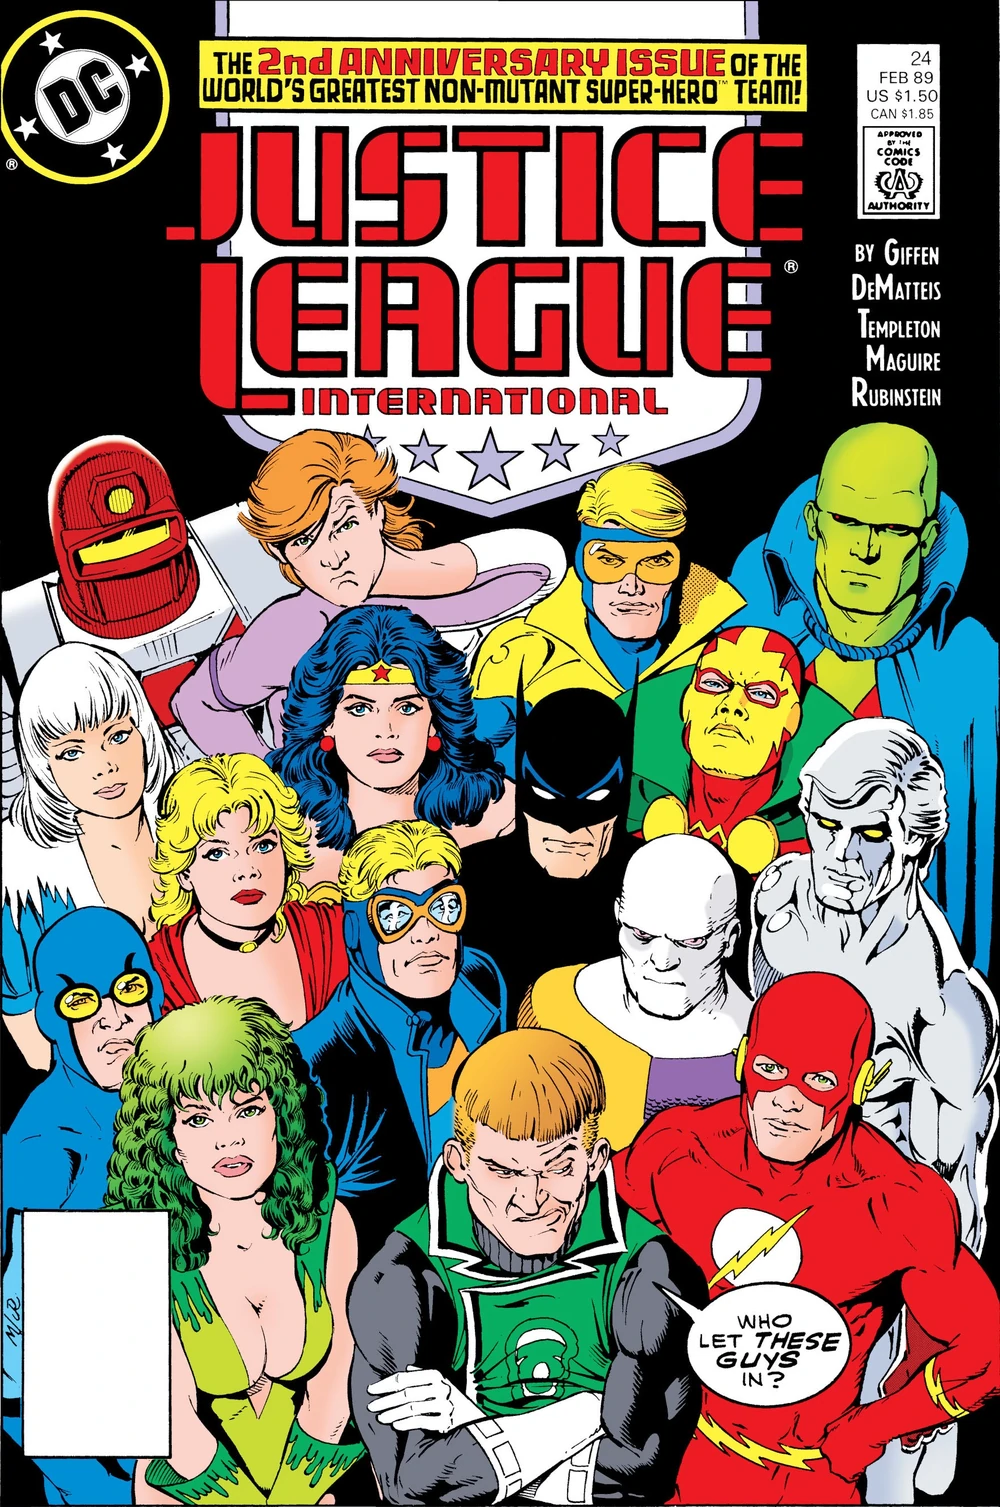 DC
®
THE 2nd ANNIVERSARY ISSUE OF THE
WORLD'S GREATEST NON-MUTANT SUPER-HERO™ TEAM!
JUSTICE
LEAGUE®
INTERNATIONAL
24
FEB 89
US $1.50
CAN $1.85
APPROVED
BY THE
COMICS
CODE
A
AUTHORITY
BY GIFFEN
DEMATTEIS
TEMPLETON
MAGUIRE
RUBINSTEIN
WHO
LET THESE
GUYS
IN?